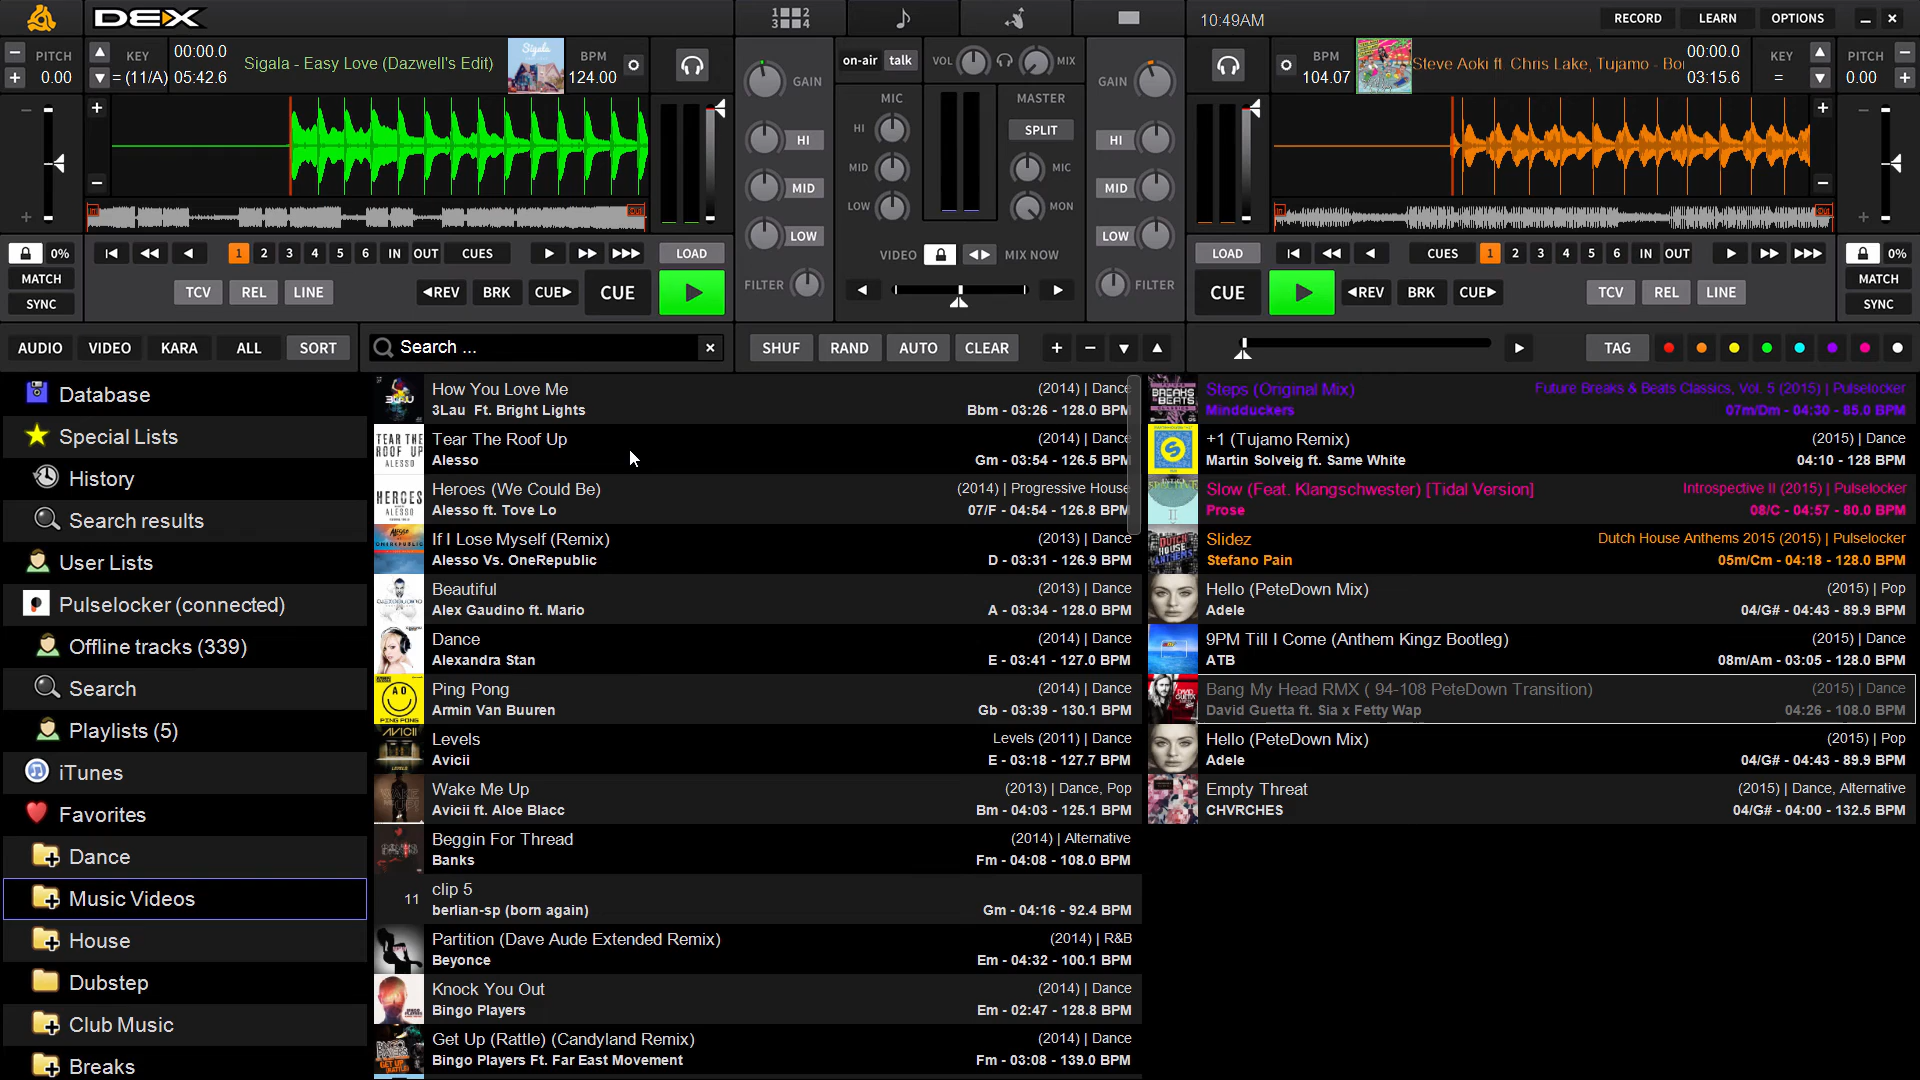 DEX
1 2
3 4
10:49AM
RECORD
LEARN
OPTIONS
PITCH
0.00
KEY
= (11/A)
00:00.0
05:42.6
Sigala - Easy Love (Dazwell's Edit)
BPM
124.00
GAIN
on-air
talk
VOL
MIX
GAIN
BPM
104.07
Steve Aoki ft. Chris Lake, Tujamo - Bo
00:00.0
03:15.6
KEY
=
PITCH
0.00
MIC
MASTER
HI
HI
SPLIT
HI
MID
MID
MIC
MID
LOW
LOW
MON
LOW
In
Out
In
Out
0%
1
2
3
4
5
6
IN
OUT
CUES
LOAD
VIDEO
MIX NOW
LOAD
CUES
1
2
3
4
5
6
IN
OUT
0%
MATCH
SYNC
TCV
REL
LINE
REV
BRK
CUE
CUE
FILTER
FILTER
CUE
REV
BRK
CUE
TCV
REL
LINE
MATCH
SYNC
AUDIO
VIDEO
KARA
ALL
SORT
Search ...
SHUF
RAND
AUTO
CLEAR
TAG
Database
Special Lists
History
Search results
User Lists
Pulselocker (connected)
Offline tracks (339)
Search
Playlists (5)
iTunes
Favorites
Dance
Music Videos
House
Dubstep
Club Music
Breaks
How You Love Me (2014) | Dance
3Lau Ft. Bright Lights Bbm - 03:26 - 128.0 BPM
TEAR THE
ROOF UP
ALESSO
Tear The Roof Up (2014) | Dance
Alesso Gm - 03:54 - 126.5 BPM
HEROES
ALESSO
Heroes (We Could Be) (2014) | Progressive House
Alesso ft. Tove Lo 07/F - 04:54 - 126.8 BPM
If I Lose Myself (Remix) (2013) | Dance
Alesso Vs. OneRepublic D - 03:31 - 126.9 BPM
Beautiful (2013) | Dance
Alex Gaudino ft. Mario A - 03:34 - 128.0 BPM
Dance (2014) | Dance
Alexandra Stan E - 03:41 - 127.0 BPM
PING PONG
Ping Pong (2014) | Dance
Armin Van Buuren Gb - 03:39 - 130.1 BPM
AVICII
Levels Levels (2011) | Dance
Avicii E - 03:18 - 127.7 BPM
Wake Me Up (2013) | Dance, Pop
Avicii ft. Aloe Blacc Bm - 04:03 - 125.1 BPM
Beggin For Thread (2014) | Alternative
Banks Fm - 04:08 - 108.0 BPM
11
clip 5
berlian-sp (born again) Gm - 04:16 - 92.4 BPM
Partition (Dave Aude Extended Remix) (2014) | R&B
Beyonce Em - 04:32 - 100.1 BPM
Knock You Out (2014) | Dance
Bingo Players Em - 02:47 - 128.8 BPM
Get Up (Rattle) (Candyland Remix) (2014) | Dance
Bingo Players Ft. Far East Movement Fm - 03:08 - 139.0 BPM
Steps (Original Mix) Future Breaks & Beats Classics, Vol. 5 (2015) | Pulselocker
Mindduckers 07m/Dm - 04:30 - 85.0 BPM
+1 (Tujamo Remix) (2015) | Dance
Martin Solveig ft. Same White 04:10 - 128 BPM
Slow (Feat. Klangschwester) [Tidal Version] Introspective II (2015) | Pulselocker
Prose 08/C - 04:57 - 80.0 BPM
Slidez Dutch House Anthems 2015 (2015) | Pulselocker
Stefano Pain 05m/Cm - 04:18 - 128.0 BPM
Hello (PeteDown Mix) (2015) | Pop
Adele 04/G# - 04:43 - 89.9 BPM
9PM Till I Come (Anthem Kingz Bootleg) (2015) | Dance
ATB 08m/Am - 03:05 - 128.0 BPM
Bang My Head RMX ( 94-108 PeteDown Transition) (2015) | Dance
David Guetta ft. Sia x Fetty Wap 04:26 - 108.0 BPM
Hello (PeteDown Mix) (2015) | Pop
Adele 04/G# - 04:43 - 89.9 BPM
Empty Threat (2015) | Dance, Alternative
CHVRCHES 04/G# - 04:00 - 132.5 BPM